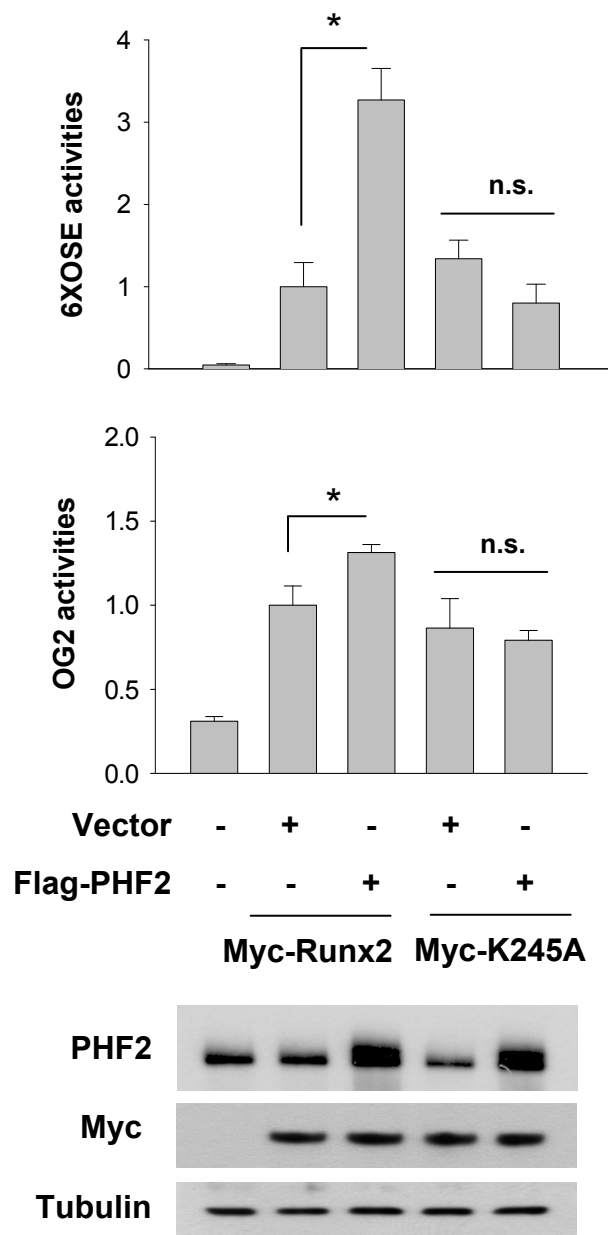 *
n.s.
6XOSE activities
4
3
2
1
0
*
n.s.
OG2 activities
2.0
1.5
1.0
0.5
0.0
Vector - + - + -
Flag-PHF2 - - + - +
Myc-Runx2 Myc-K245A
PHF2
Myc
Tubulin